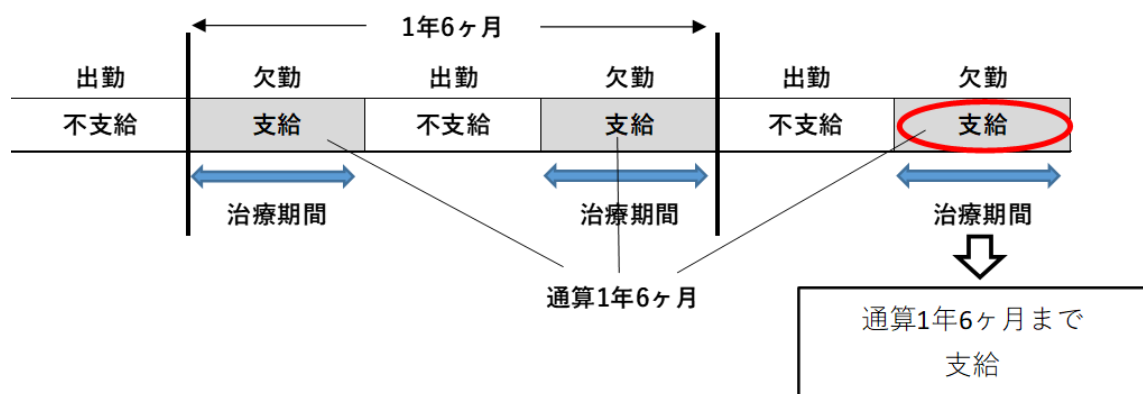 1年6ヶ月
出勤 欠勤 出勤 欠勤 出勤 欠勤
不支給 支給 不支給 支給 不支給 支給
治療期間 治療期間 治療期間
通算1年6ヶ月
通算1年6ヶ月まで
支給